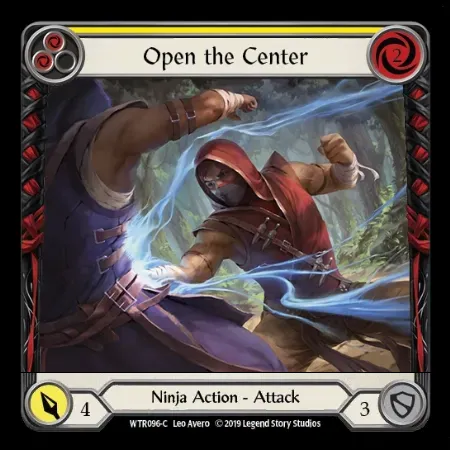 Open the Center
2
Ninja Action - Attack
4
3
WTR096-C Leo Avero © 2019 Legend Story Studios